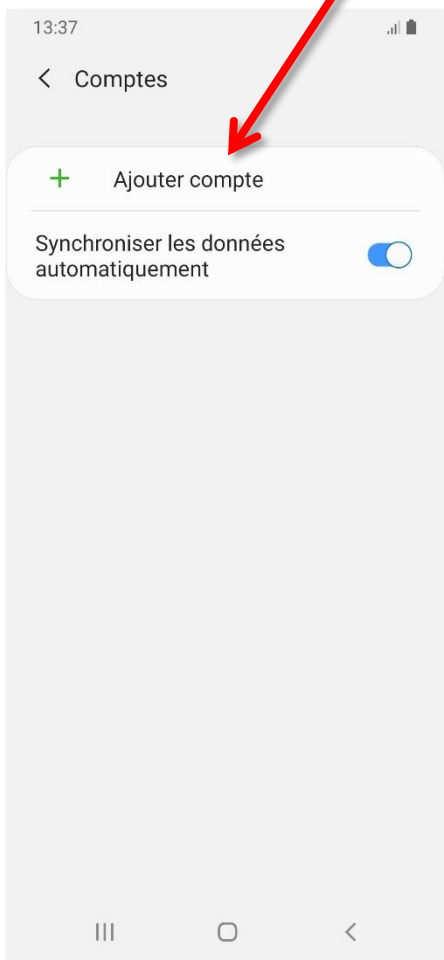 13:37
Comptes
Ajouter compte
Synchroniser les données
automatiquement